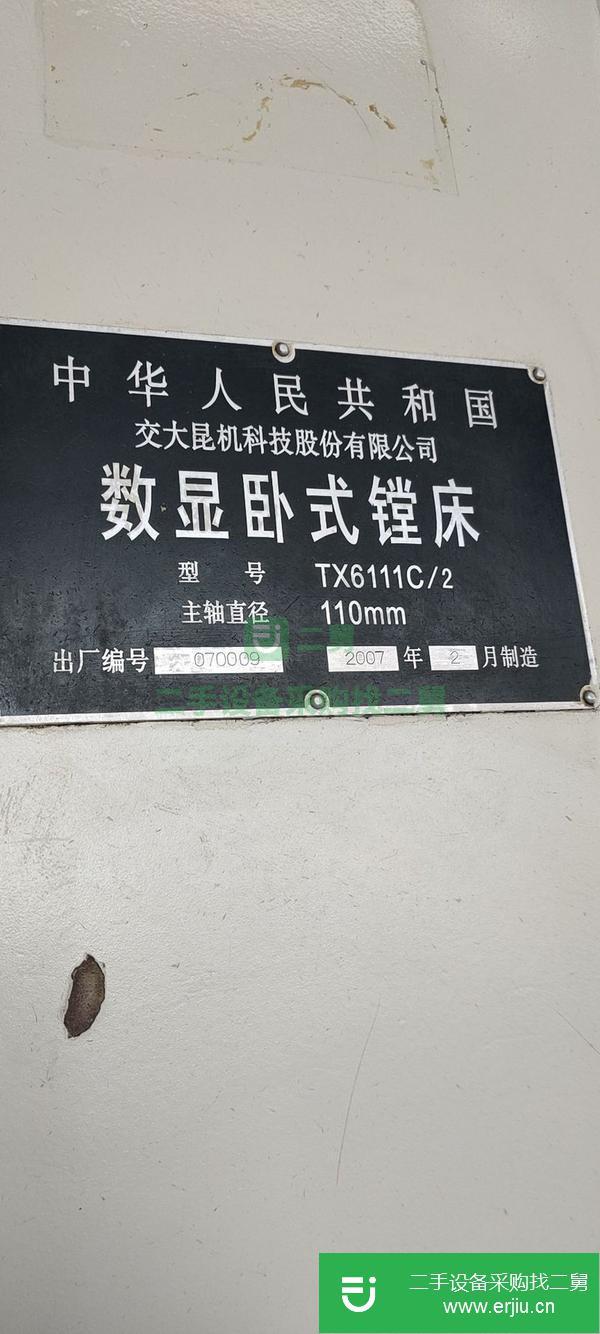 中华人民共和国
交大昆机科技股份有限公司
数显卧式镗床
型号 TX6111C/2
主轴直径 110mm
出厂编号 070009 2007 年 2 月制造
二舅
二手设备采购找二舅
二手设备采购找二舅
www.erjiu.cn